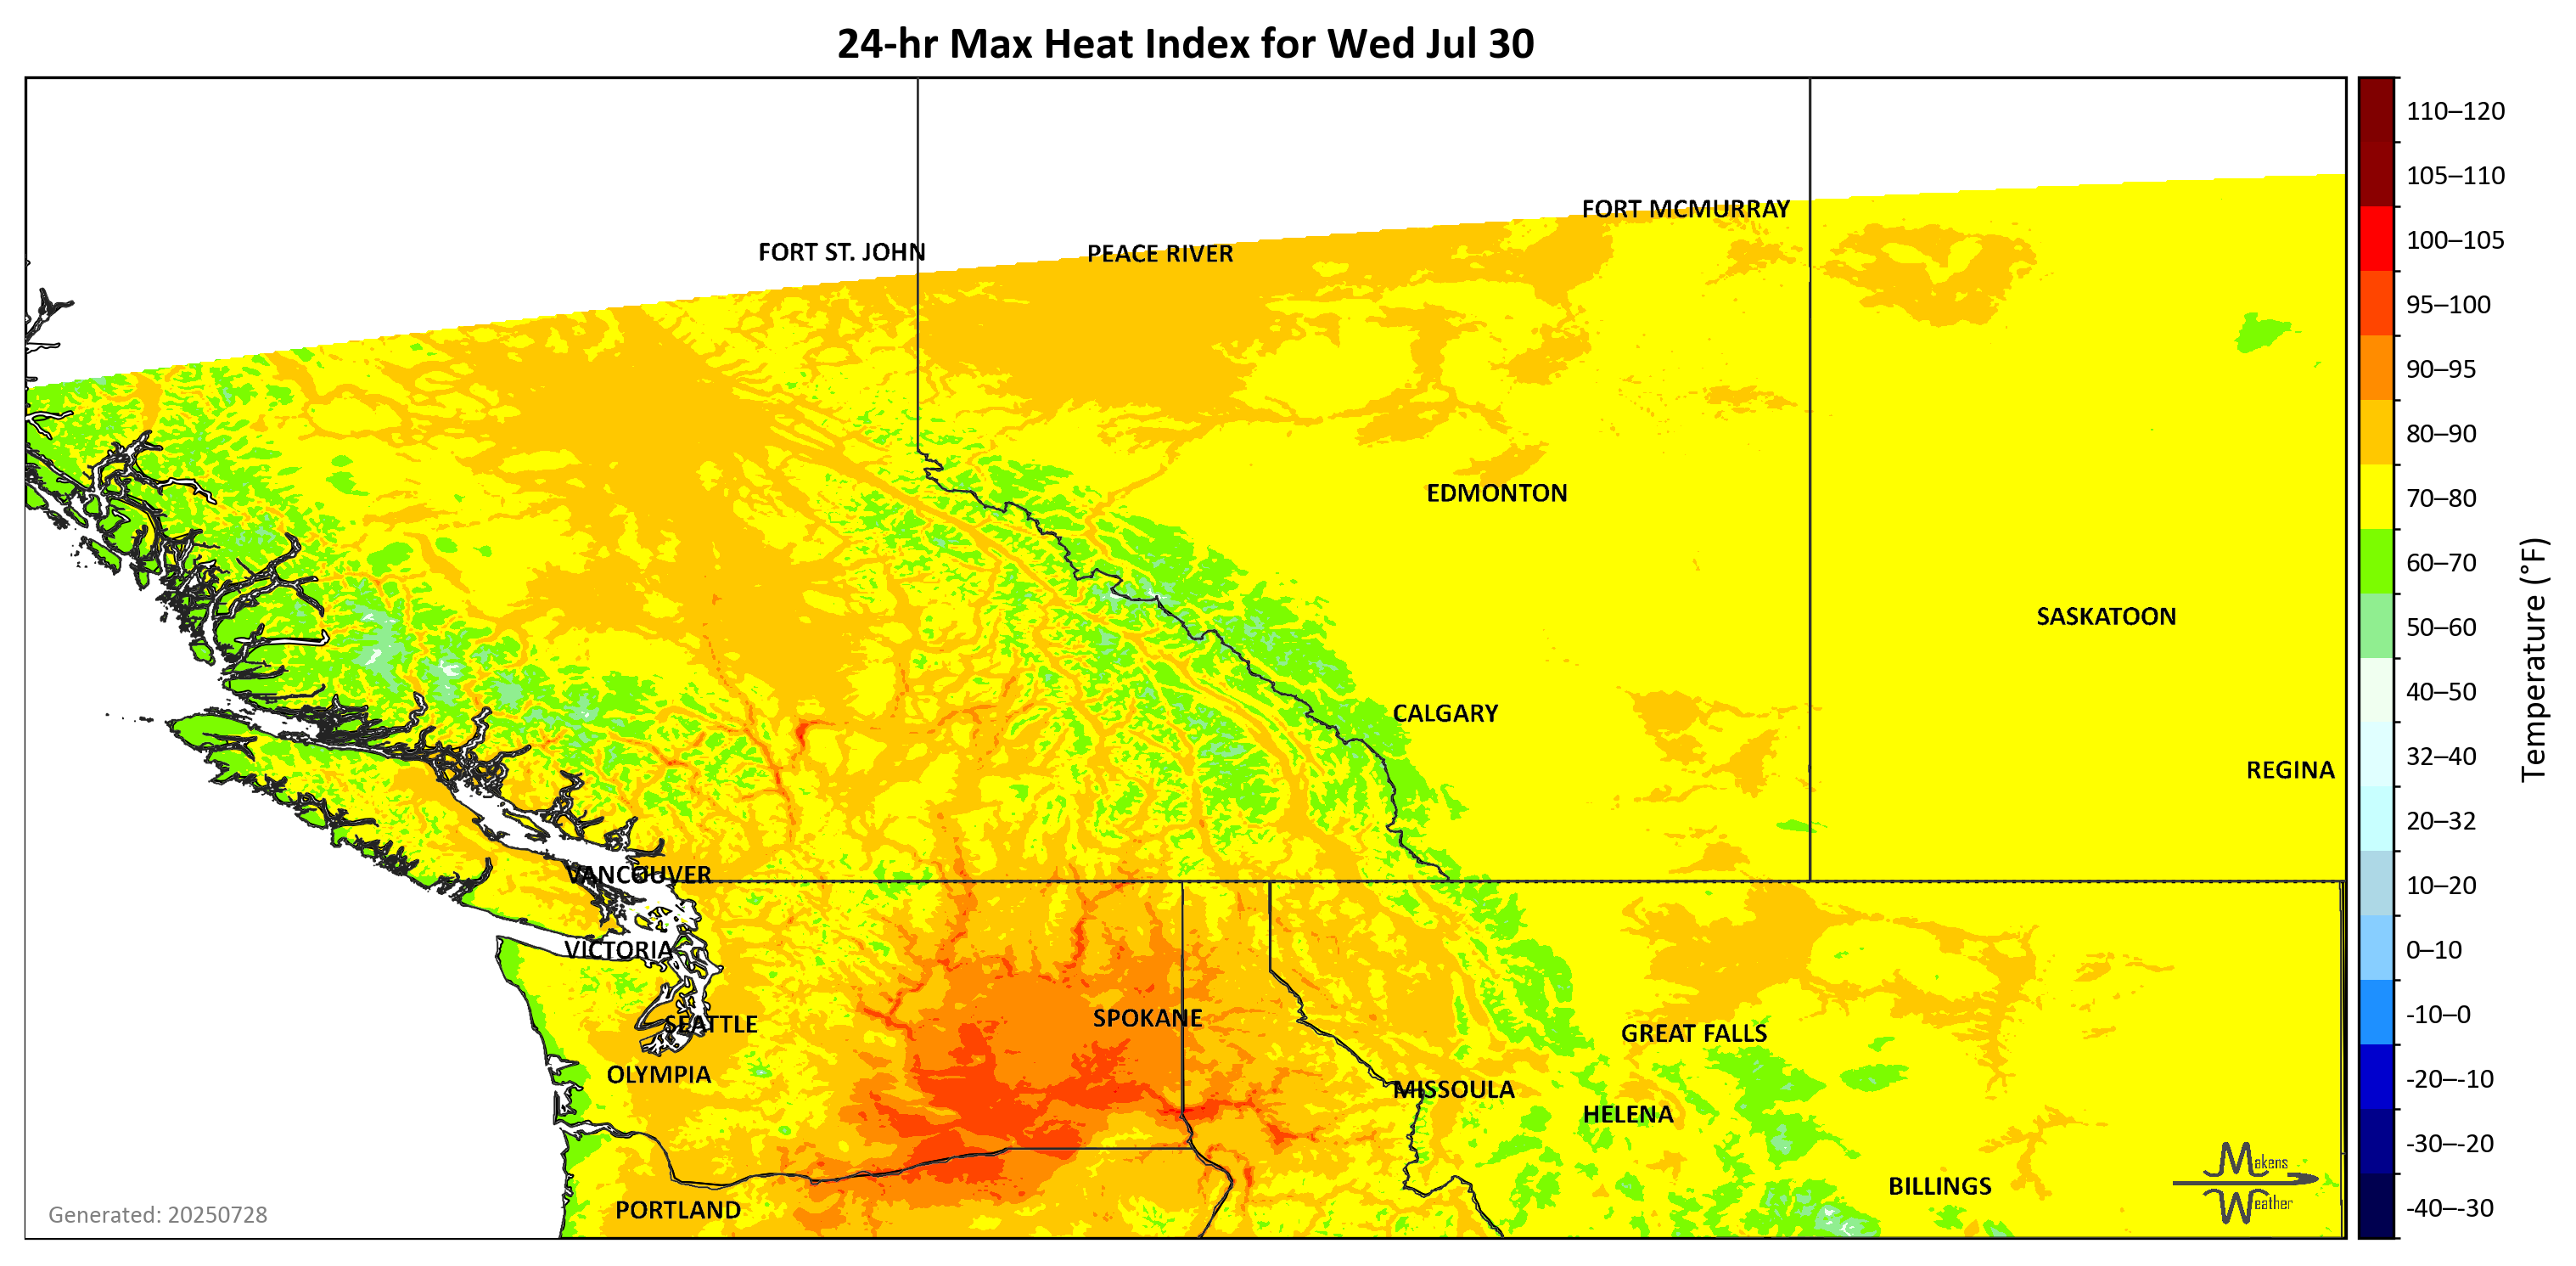 24-hr Max Heat Index for Wed Jul 30
110–120
105–110
100–105
95–100
90–95
80–90
70–80
60–70
50–60
40–50
32–40
20–32
10–20
0–10
-10–0
-20–-10
-30–-20
-40–-30
Temperature (°F)
FORT MCMURRAY
FORT ST. JOHN
PEACE RIVER
EDMONTON
SASKATOON
CALGARY
REGINA
VANCOUVER
VICTORIA
SEATTLE
SPOKANE
GREAT FALLS
OLYMPIA
MISSOULA
HELENA
BILLINGS
PORTLAND
Makens
Weather
Generated: 20250728